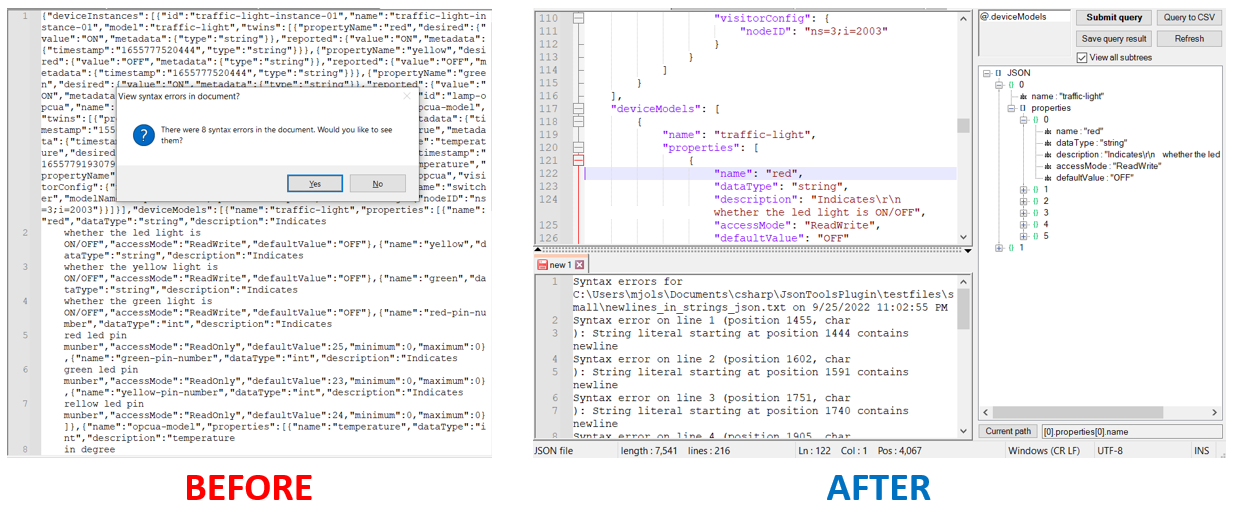 1 {"deviceInstances":[{"id":"traffic-light-instance-01","name":"traffic-light-in
stance-01","model":"traffic-light","twins":[{"propertyName":"red","desired":{"v
alue":"ON","metadata":{"type":"string"}},"reported":{"value":"ON","metadata":
{"timestamp":"1655777520444","type":"string"}}},{"propertyName":"yellow","desi
red":{"value":"OFF","metadata":{"type":"string"}},"reported":{"value":"OFF","m
etadata":{"timestamp":"1655777520444","type":"string"}}},{"propertyName":"gree
n","desired":{"value":"ON","metadata":{"type":"string"}},"reported":{"value":"
ON","metadata
"red","dataType":"string","description":"Indicates
2 whether the led light is
ON/OFF","accessMode":"ReadWrite","defaultValue":"OFF"},{"name":"yellow","d
ataType":"string","description":"Indicates
3 whether the yellow light is
ON/OFF","accessMode":"ReadWrite","defaultValue":"OFF"},{"name":"green","da
taType":"string","description":"Indicates
4 whether the green light is
ON/OFF","accessMode":"ReadWrite","defaultValue":"OFF"},{"name":"red-pin-nu
mber","dataType":"int","description":"Indicates
5 red led pin
munber","accessMode":"ReadOnly","defaultValue":25,"minimum":0,"maximum":0}
,{"name":"green-pin-number","dataType":"int","description":"Indicates
6 green led pin
munber","accessMode":"ReadOnly","defaultValue":23,"minimum":0,"maximum":0}
,{"name":"yellow-pin-number","dataType":"int","description":"Indicates
7 rellow led pin
munber","accessMode":"ReadOnly","defaultValue":24,"minimum":0,"maximum":0}
]},{"name":"opcua-model","properties":[{"name":"temperature","dataType":"i
nt","description":"temperature
8 in degree
View syntax errors in document?
There were 8 syntax errors in the document. Would you like to see
them?
Yes
No
BEFORE
110 "visitorConfig": {
111 "nodeID": "ns=3;i=2003"
112 }
113 }
114 ]
115 }
116 ],
117 "deviceModels": [
118 {
119 "name": "traffic-light",
120 "properties": [
121 {
122 "name": "red",
123 "dataType": "string",
124 "description": "Indicates\r\n
whether the led light is ON/OFF",
125 "accessMode": "ReadWrite",
126 "defaultValue": "OFF"
new 1
1 Syntax errors for
C:\Users\mjols\Documents\csharp\JsonToolsPlugin\testfiles\s
mall\newlines_in_strings_json.txt on 9/25/2022 11:02:55 PM
2 Syntax error on line 1 (position 1455, char
3 ): String literal starting at position 1444 contains
newline
4 Syntax error on line 2 (position 1602, char
5 ): String literal starting at position 1591 contains
newline
6 Syntax error on line 3 (position 1751, char
7 ): String literal starting at position 1740 contains
newline
8 Syntax error on line 4 (position 1905, char
@.deviceModels
Submit query
Query to CSV
Save query result
Refresh
View all subtrees
JSON
0
name : "traffic-light"
properties
0
name : "red"
dataType : "string"
description : "Indicates\r\n whether the led
accessMode : "ReadWrite"
defaultValue : "OFF"
1
2
3
4
5
1
Current path
[0].properties[0].name
JSON file length : 7,541 lines : 216 Ln : 122 Col : 1 Pos : 4,067 Windows (CR LF) UTF-8 INS
AFTER